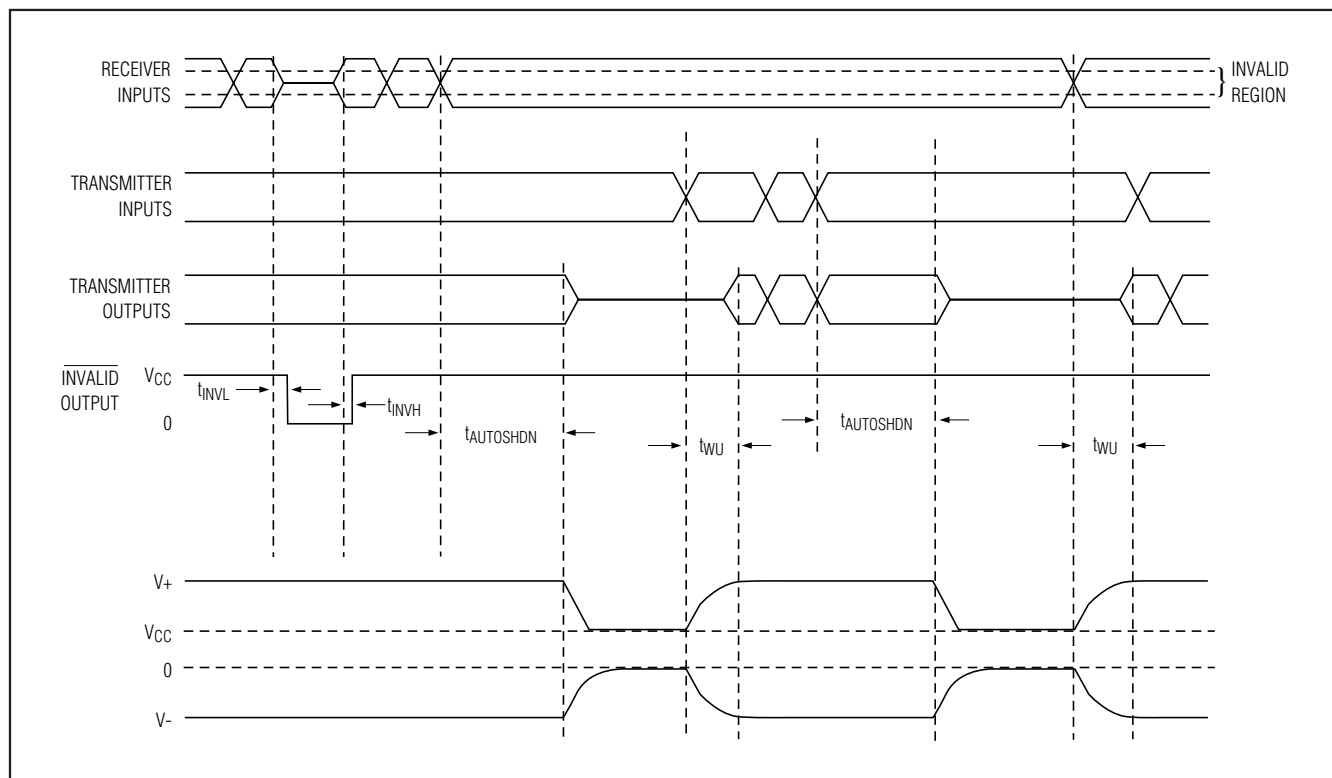 RECEIVER
INPUTS
INVALID
REGION
TRANSMITTER
INPUTS
TRANSMITTER
OUTPUTS
INVALID
OUTPUT
VCC
0
tINVL
tINVH
tAUTOSHDN
tWU
tAUTOSHDN
tWU
V+
VCC
0
V-